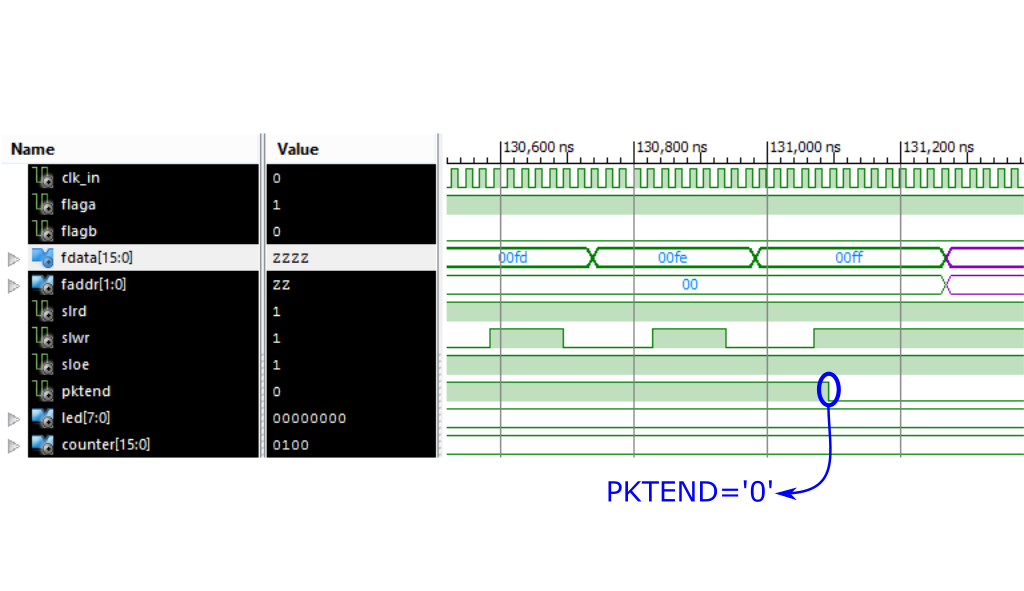 Name Value 130,600 ns 130,800 ns 131,000 ns 131,200 ns
clk_in 0
flaga 1
flagb 0
fdata[15:0] ZZZZ 00fd 00fe 00ff
faddr[1:0] ZZ 00
slrd 1
slwr 1
sloe 1
pktend 0
led[7:0] 00000000
counter[15:0] 0100
PKTEND='0'